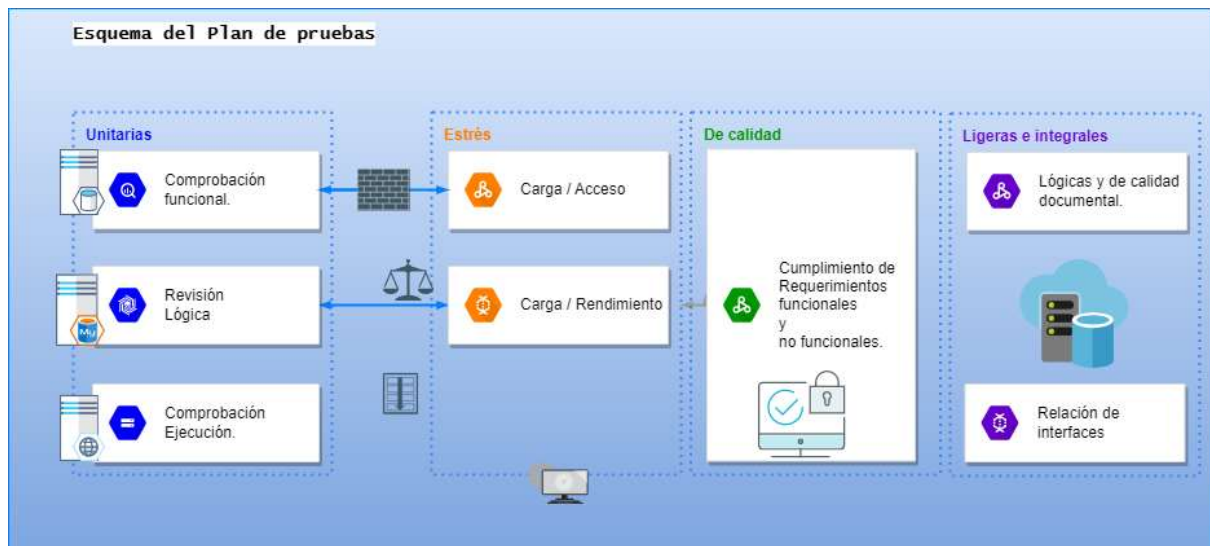 Esquema del Plan de pruebas
Unitarias
Comprobación
funcional.
Revisión
Lógica
My
Comprobación
Ejecución.
Estrés
Carga / Acceso
Carga / Rendimiento
De calidad
Cumplimiento de
Requerimientos
funcionales
y
no funcionales.
Ligeras e integrales
Lógicas y de calidad
documental.
Relación de
interfaces